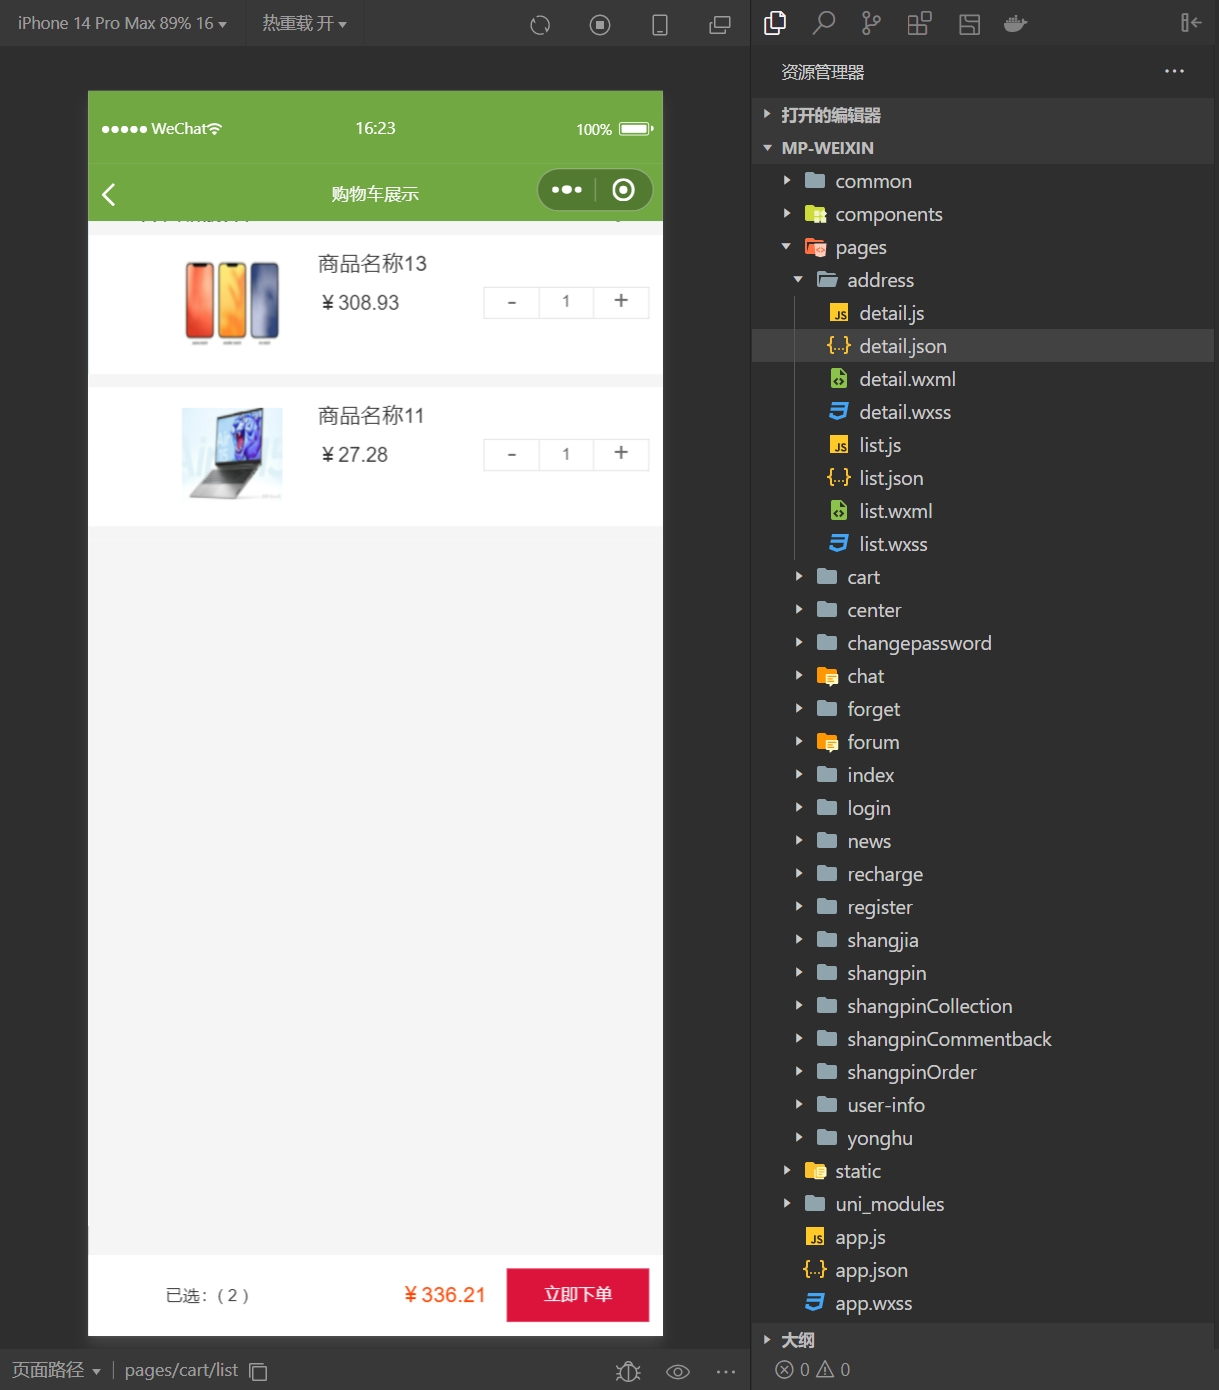 iPhone 14 Pro Max 89% 16
热重载 开
WeChat
16:23
100%
购物车展示
商品名称13
¥308.93
- 1 +
商品名称11
¥27.28
- 1 +
已选：( 2 )
¥336.21
立即下单
页面路径
pages/cart/list
资源管理器
打开的编辑器
MP-WEIXIN
common
components
pages
address
detail.js
detail.json
detail.wxml
detail.wxss
list.js
list.json
list.wxml
list.wxss
cart
center
changepassword
chat
forget
forum
index
login
news
recharge
register
shangjia
shangpin
shangpinCollection
shangpinCommentback
shangpinOrder
user-info
yonghu
static
uni_modules
app.js
app.json
app.wxss
大纲
0 0